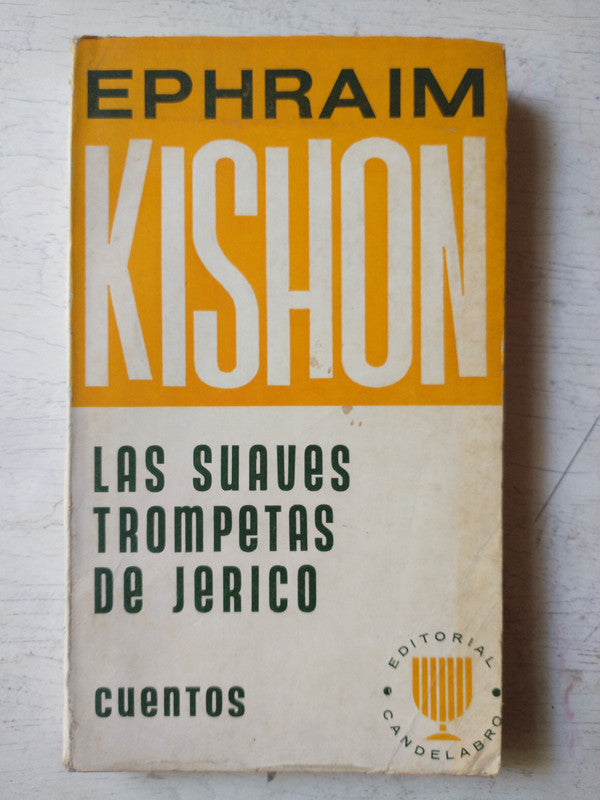 EPHRAIM
KISHON
LAS SUAVES
TROMPETAS
DE JERICO
CUENTOS
EDITORIAL
CANDELABRO